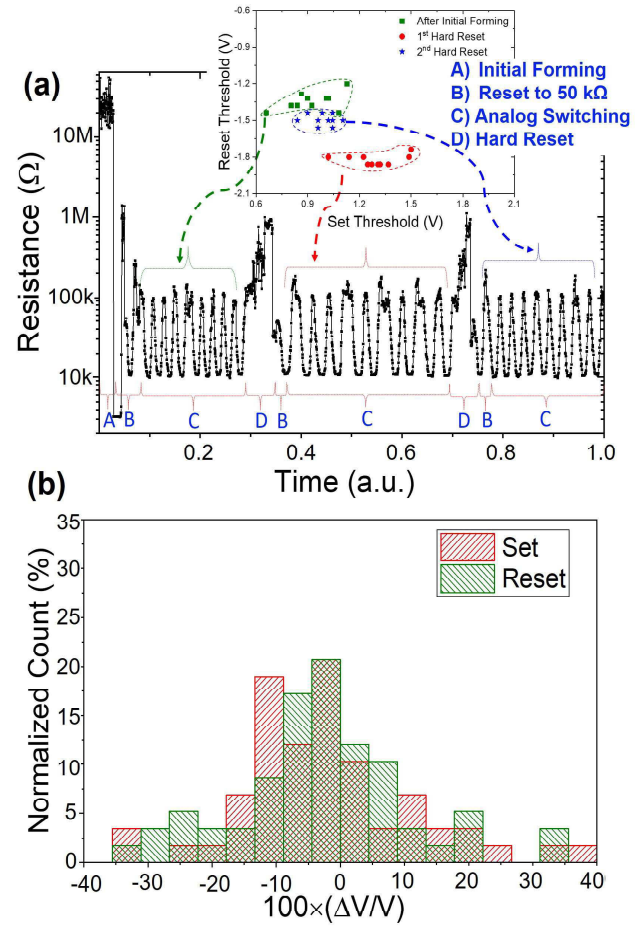 (a)
-0.6
-0.9
-1.2
-1.5
-1.8
-2.1
Reset Threshold (V)
0.6 0.9 1.2 1.5 1.8 2.1
Set Threshold (V)
After Initial Forming
1st Hard Reset
2nd Hard Reset
A) Initial Forming
B) Reset to 50 kΩ
C) Analog Switching
D) Hard Reset
Resistance (Ω)
10M
1M
100k
10k
A B C D B C D B C
0.2 0.4 0.6 0.8 1.0
Time (a.u.)
(b)
Normalized Count (%)
35
30
25
20
15
10
5
0
Set
Reset
-40 -30 -20 -10 0 10 20 30 40
100×(ΔV/V)